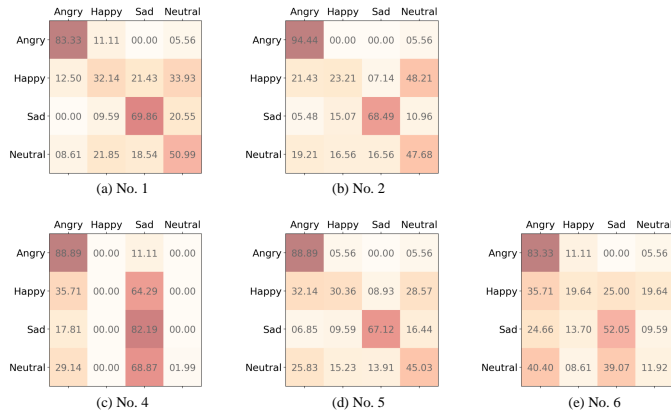 Angry Happy Sad Neutral
Angry 83.33 11.11 00.00 05.56
Happy 12.50 32.14 21.43 33.93
Sad 00.00 09.59 69.86 20.55
Neutral 08.61 21.85 18.54 50.99
(a) No. 1
Angry Happy Sad Neutral
Angry 94.44 00.00 00.00 05.56
Happy 21.43 23.21 07.14 48.21
Sad 05.48 15.07 68.49 10.96
Neutral 19.21 16.56 16.56 47.68
(b) No. 2
Angry Happy Sad Neutral
Angry 88.89 00.00 11.11 00.00
Happy 35.71 00.00 64.29 00.00
Sad 17.81 00.00 82.19 00.00
Neutral 29.14 00.00 68.87 01.99
(c) No. 4
Angry Happy Sad Neutral
Angry 88.89 05.56 00.00 05.56
Happy 32.14 30.36 08.93 28.57
Sad 06.85 09.59 67.12 16.44
Neutral 25.83 15.23 13.91 45.03
(d) No. 5
Angry Happy Sad Neutral
Angry 83.33 11.11 00.00 05.56
Happy 35.71 19.64 25.00 19.64
Sad 24.66 13.70 52.05 09.59
Neutral 40.40 08.61 39.07 11.92
(e) No. 6